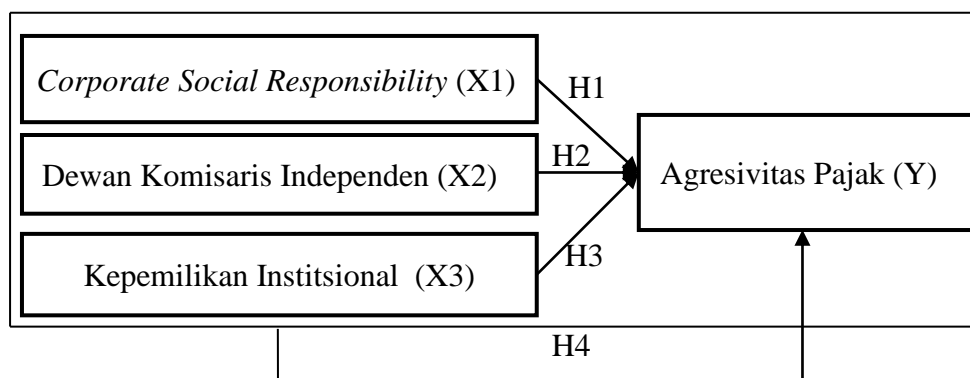 Corporate Social Responsibility (X1)
H1
Dewan Komisaris Independen (X2)
H2
Agresivitas Pajak (Y)
Kepemilikan Institsional (X3)
H3
H4